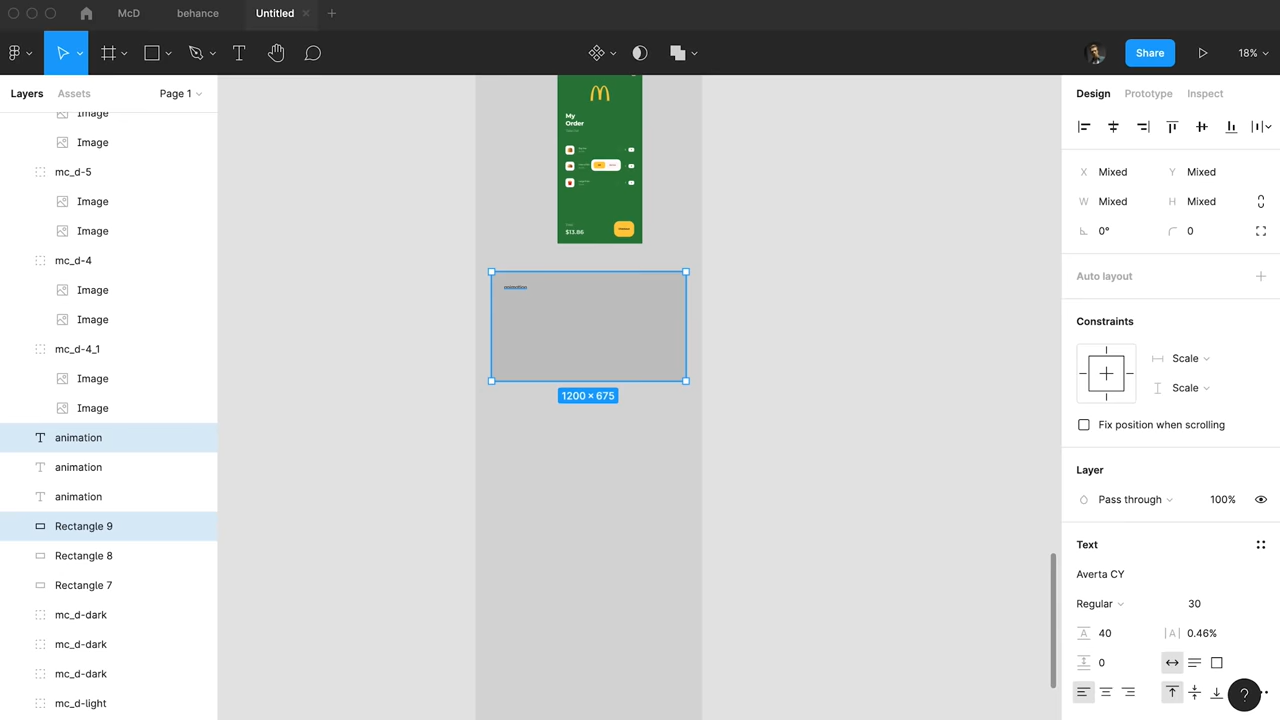 McD
behance
Untitled
Share
18%
Layers
Assets
Page 1
Image
Image
mc_d-5
Image
Image
mc_d-4
Image
Image
mc_d-4_1
Image
Image
animation
animation
animation
Rectangle 9
Rectangle 8
Rectangle 7
mc_d-dark
mc_d-dark
mc_d-dark
mc_d-light
My
Order
$13.86
animation
1200 × 675
Design
Prototype
Inspect
X Mixed
Y Mixed
W Mixed
H Mixed
0°
0
Auto layout
Constraints
Scale
Scale
Fix position when scrolling
Layer
Pass through
100%
Text
Averta CY
Regular
30
40
0.46%
0
?